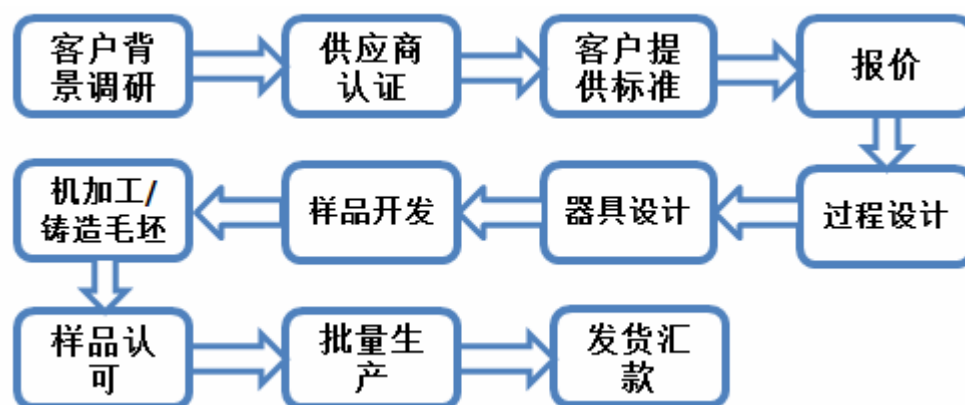 客户背
景调研
供应商
认证
客户提
供标准
报价
过程设计
器具设计
样品开发
机加工/
铸造毛坯
样品认
可
批量生
产
发货汇
款